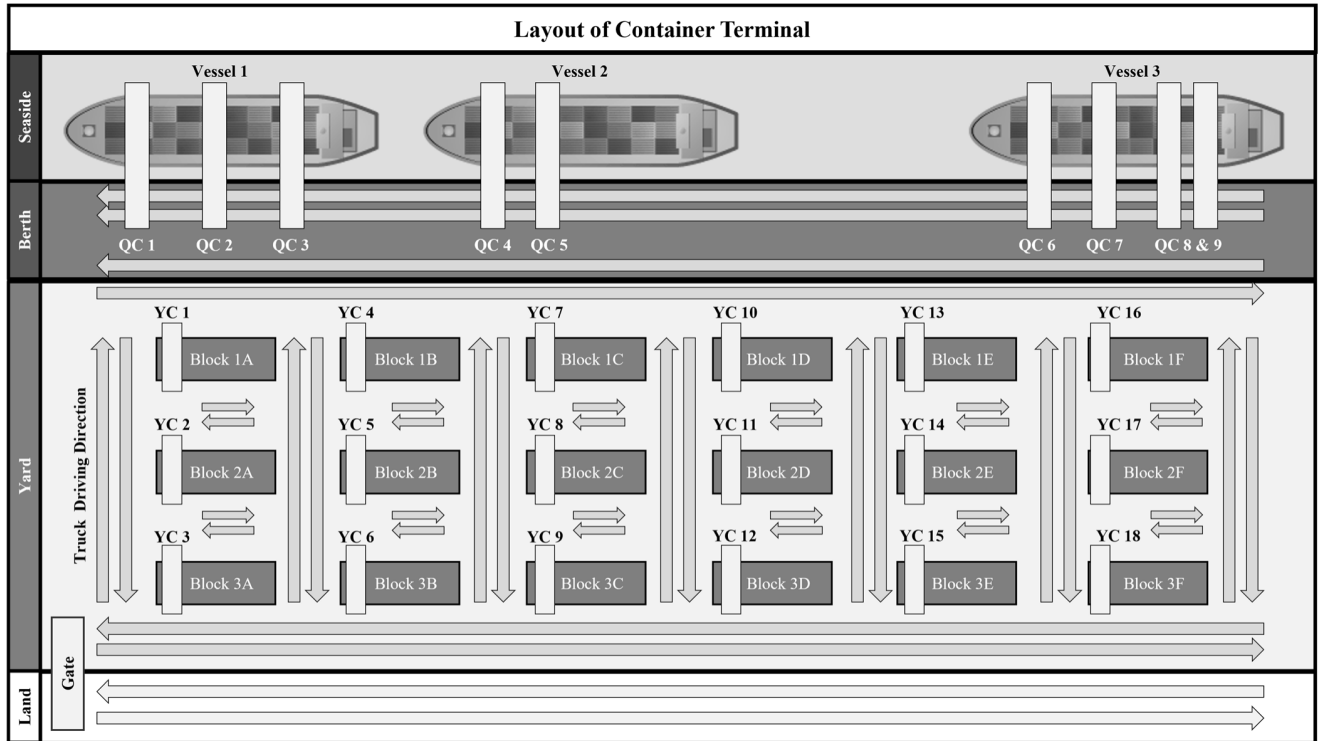 Layout of Container Terminal
Seaside
Vessel 1
Vessel 2
Vessel 3
Berth
QC 1
QC 2
QC 3
QC 4
QC 5
QC 6
QC 7
QC 8 & 9
Yard
Truck Driving Direction
YC 1
YC 4
YC 7
YC 10
YC 13
YC 16
Block 1A
Block 1B
Block 1C
Block 1D
Block 1E
Block 1F
YC 2
YC 5
YC 8
YC 11
YC 14
YC 17
Block 2A
Block 2B
Block 2C
Block 2D
Block 2E
Block 2F
YC 3
YC 6
YC 9
YC 12
YC 15
YC 18
Block 3A
Block 3B
Block 3C
Block 3D
Block 3E
Block 3F
Gate
Land